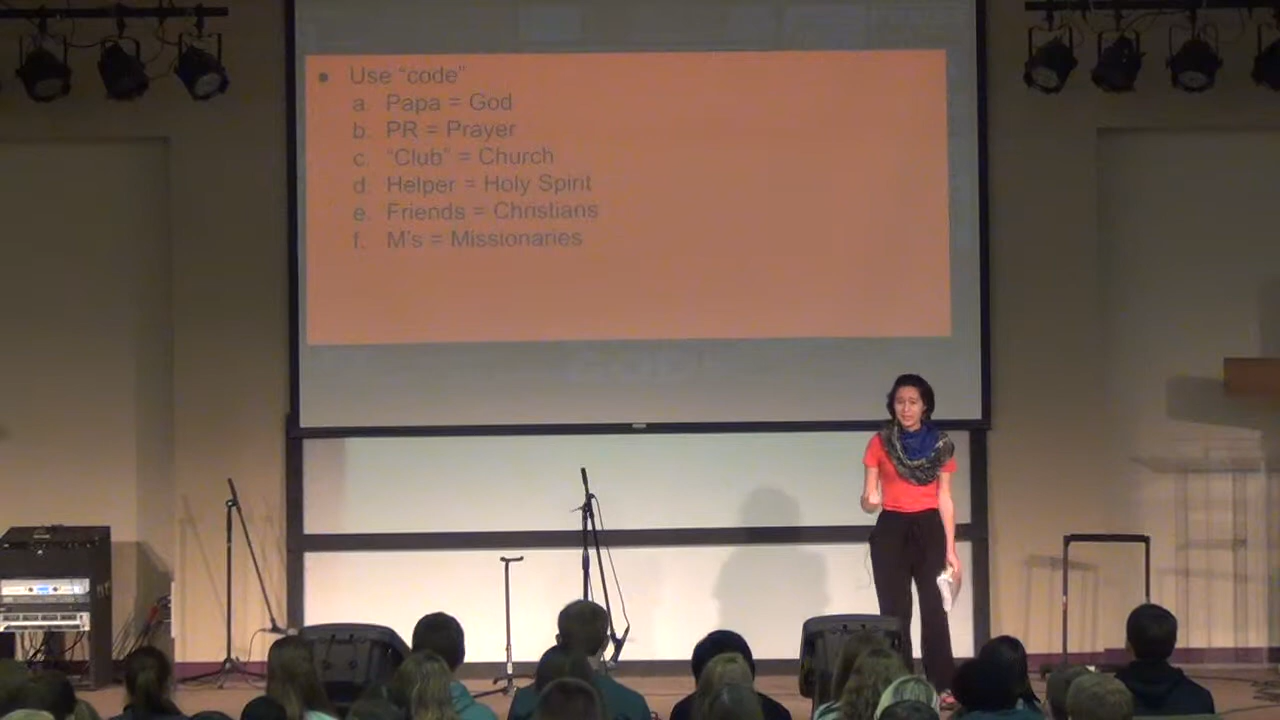 ● Use “code”
a. Papa = God
b. PR = Prayer
c. “Club” = Church
d. Helper = Holy Spirit
e. Friends = Christians
f. M's = Missionaries